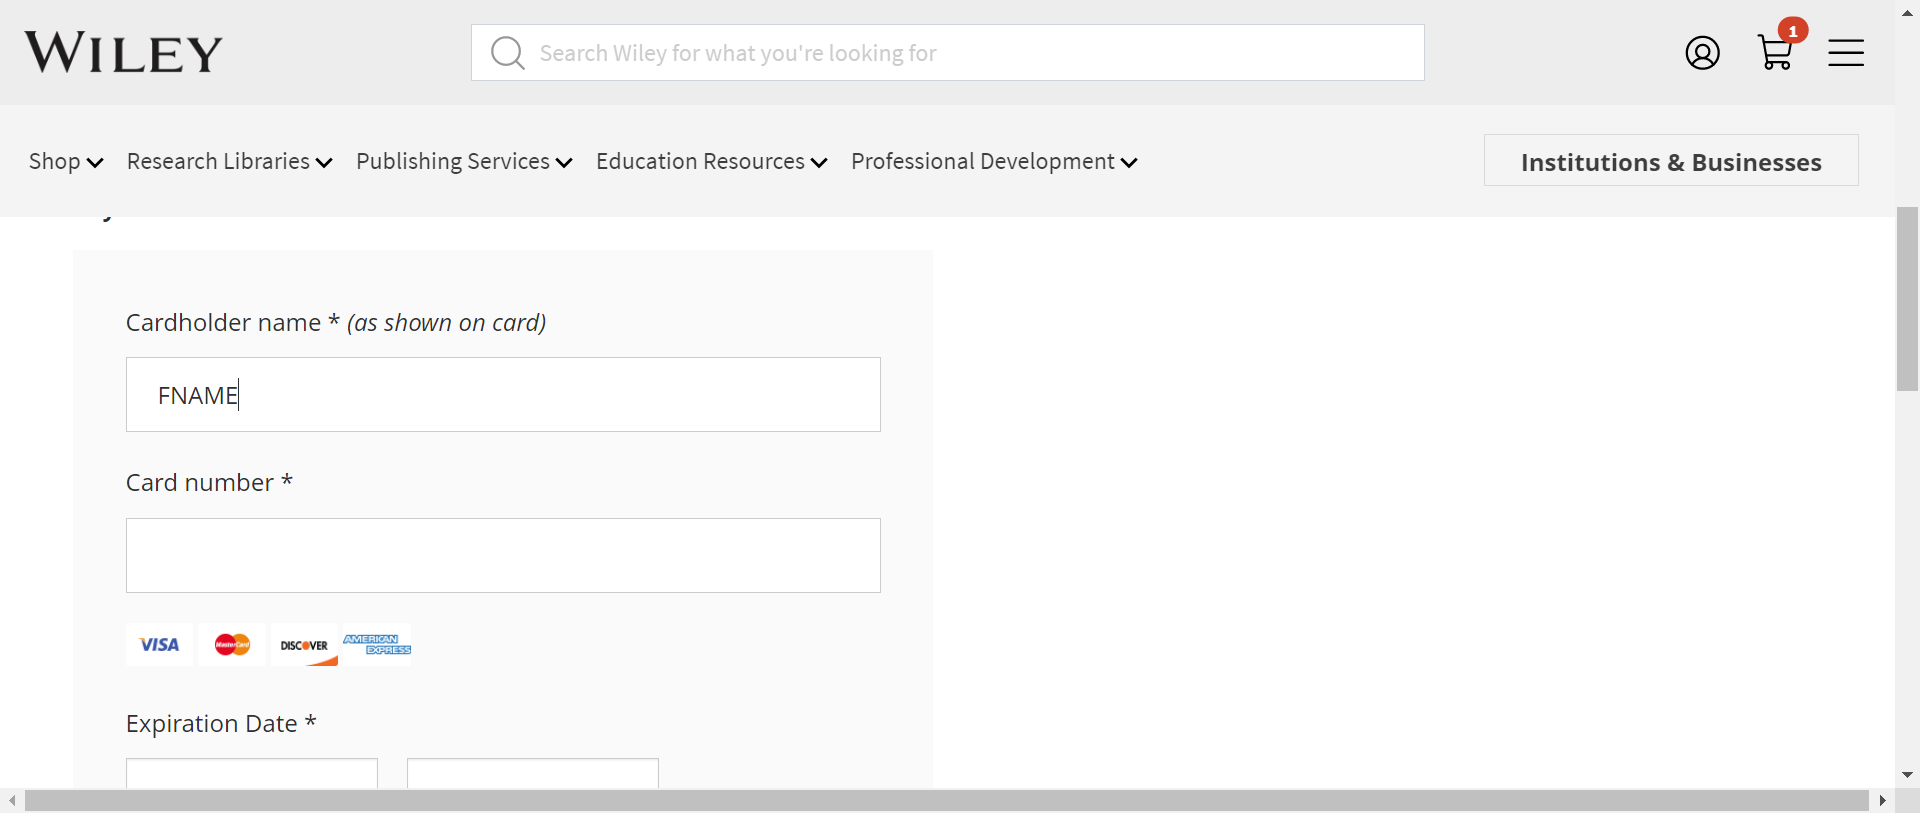 WILEY
Search Wiley for what you're looking for
1
Shop Research Libraries Publishing Services Education Resources Professional Development Institutions & Businesses
Cardholder name * (as shown on card)
FNAME
Card number *
VISA MasterCard DISCOVER AMERICAN EXPRESS
Expiration Date *